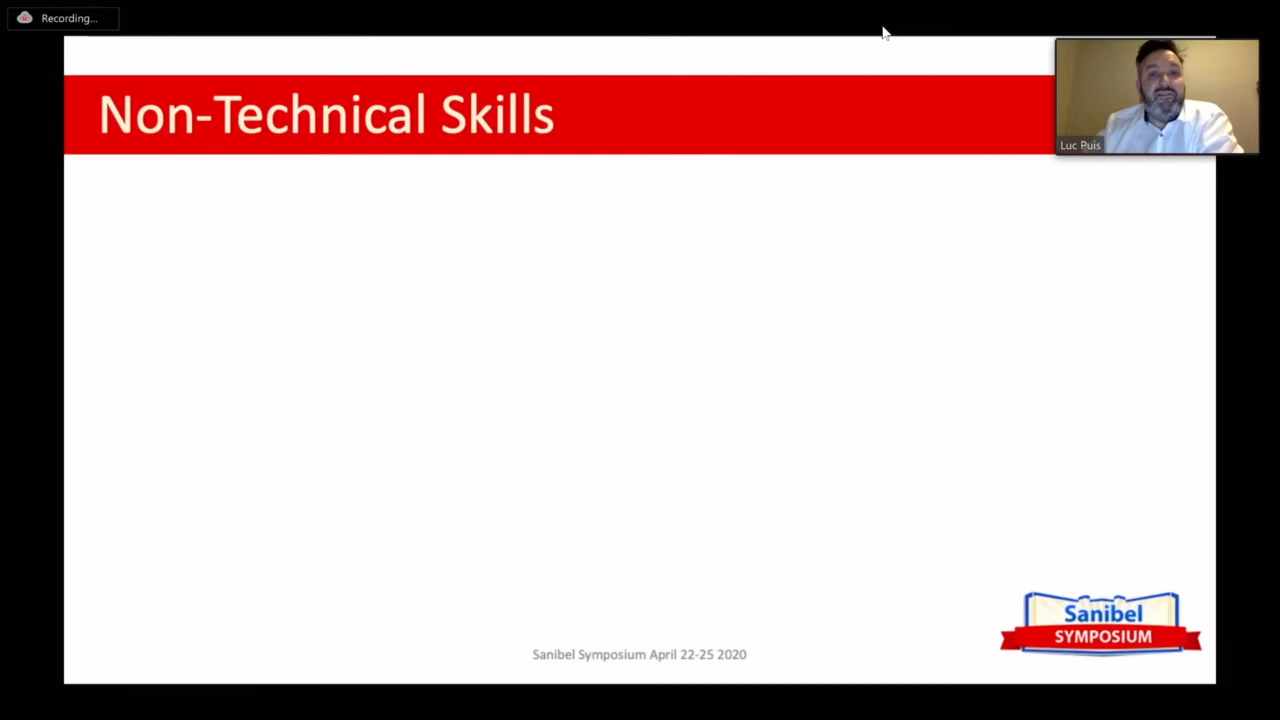 Recording...
Non-Technical Skills
Luc Puis
Sanibel
SYMPOSIUM
Sanibel Symposium April 22-25 2020